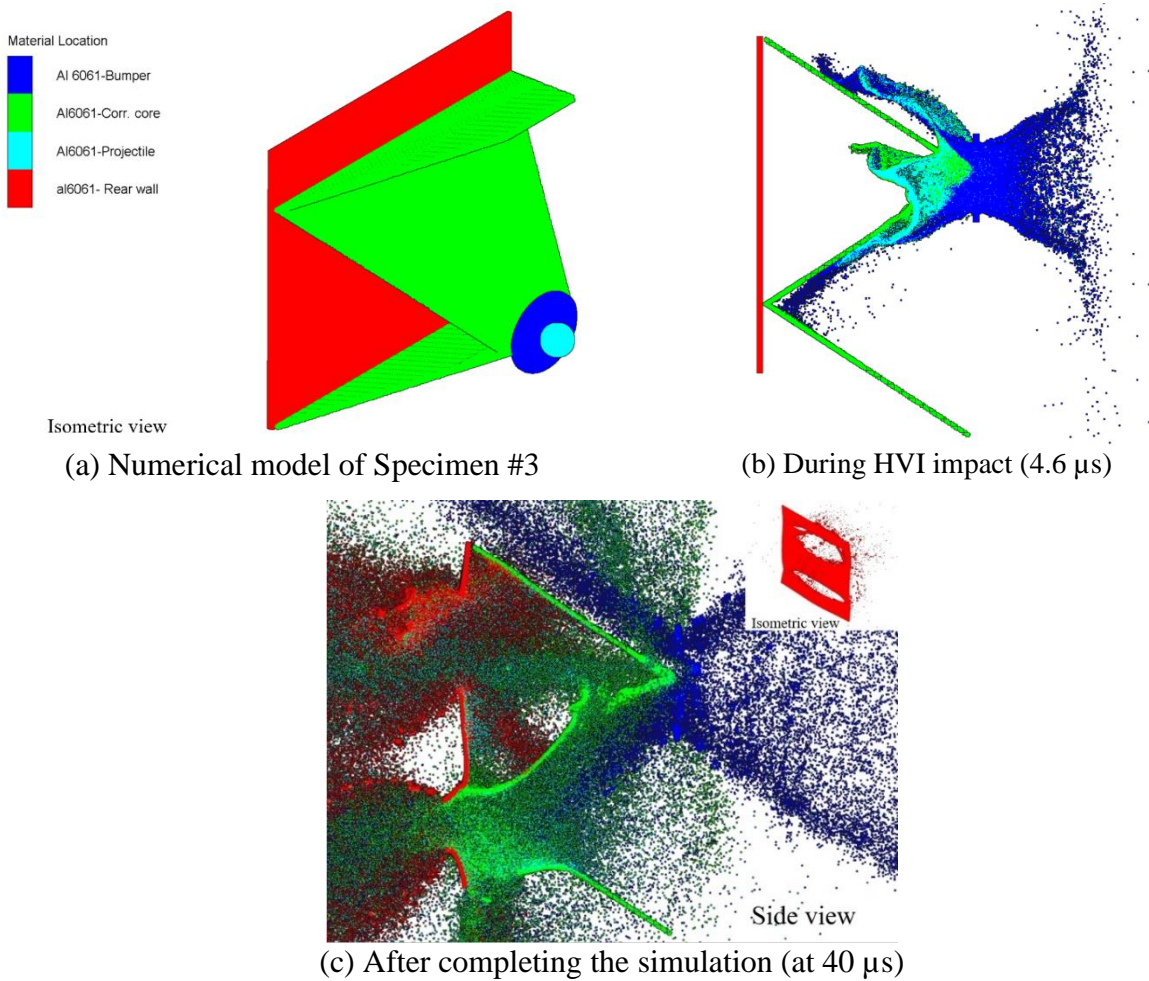 Material Location
Al 6061-Bumper
Al6061-Corr. core
Al6061-Projectile
al6061- Rear wall
Isometric view
(a) Numerical model of Specimen #3
(b) During HVI impact (4.6 µs)
Isometric view
Side view
(c) After completing the simulation (at 40 µs)